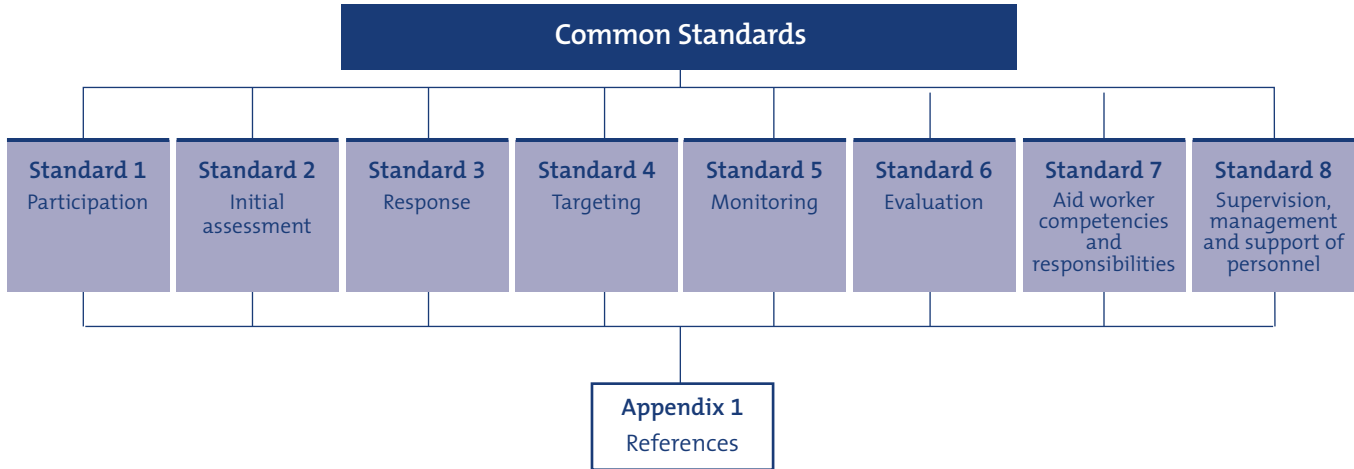 Common Standards
Standard 1
Participation
Standard 2
Initial
assessment
Standard 3
Response
Standard 4
Targeting
Standard 5
Monitoring
Standard 6
Evaluation
Standard 7
Aid worker
competencies
and
responsibilities
Standard 8
Supervision,
management
and support of
personnel
Appendix 1
References